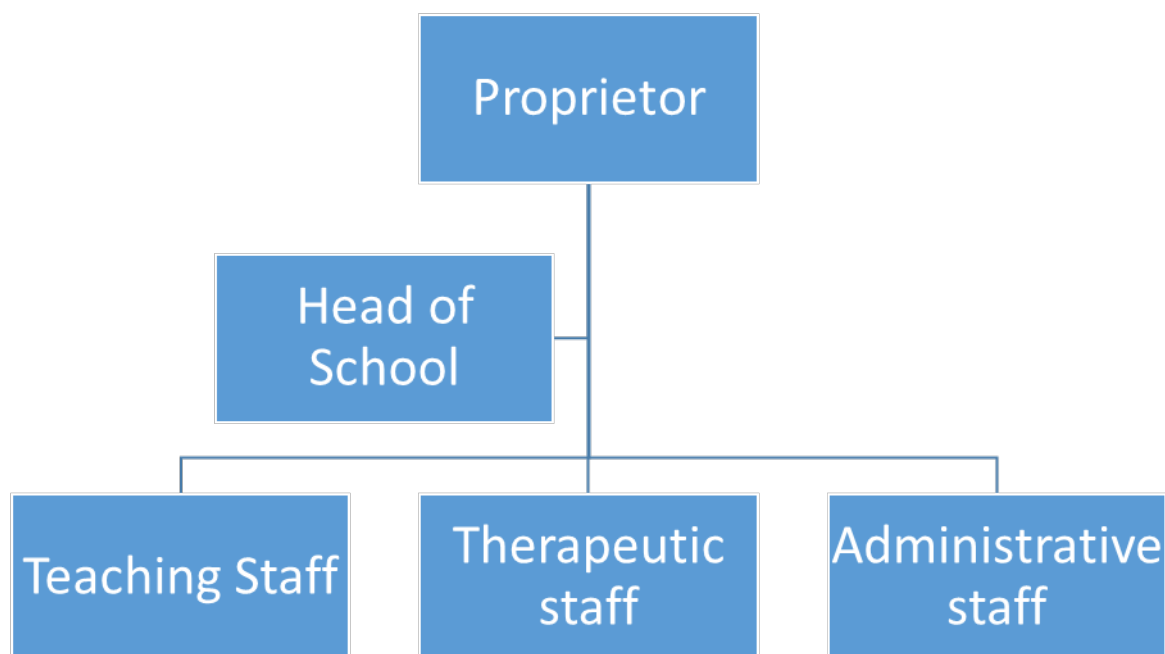 Proprietor
Head of
School
Teaching Staff
Therapeutic
staff
Administrative
staff